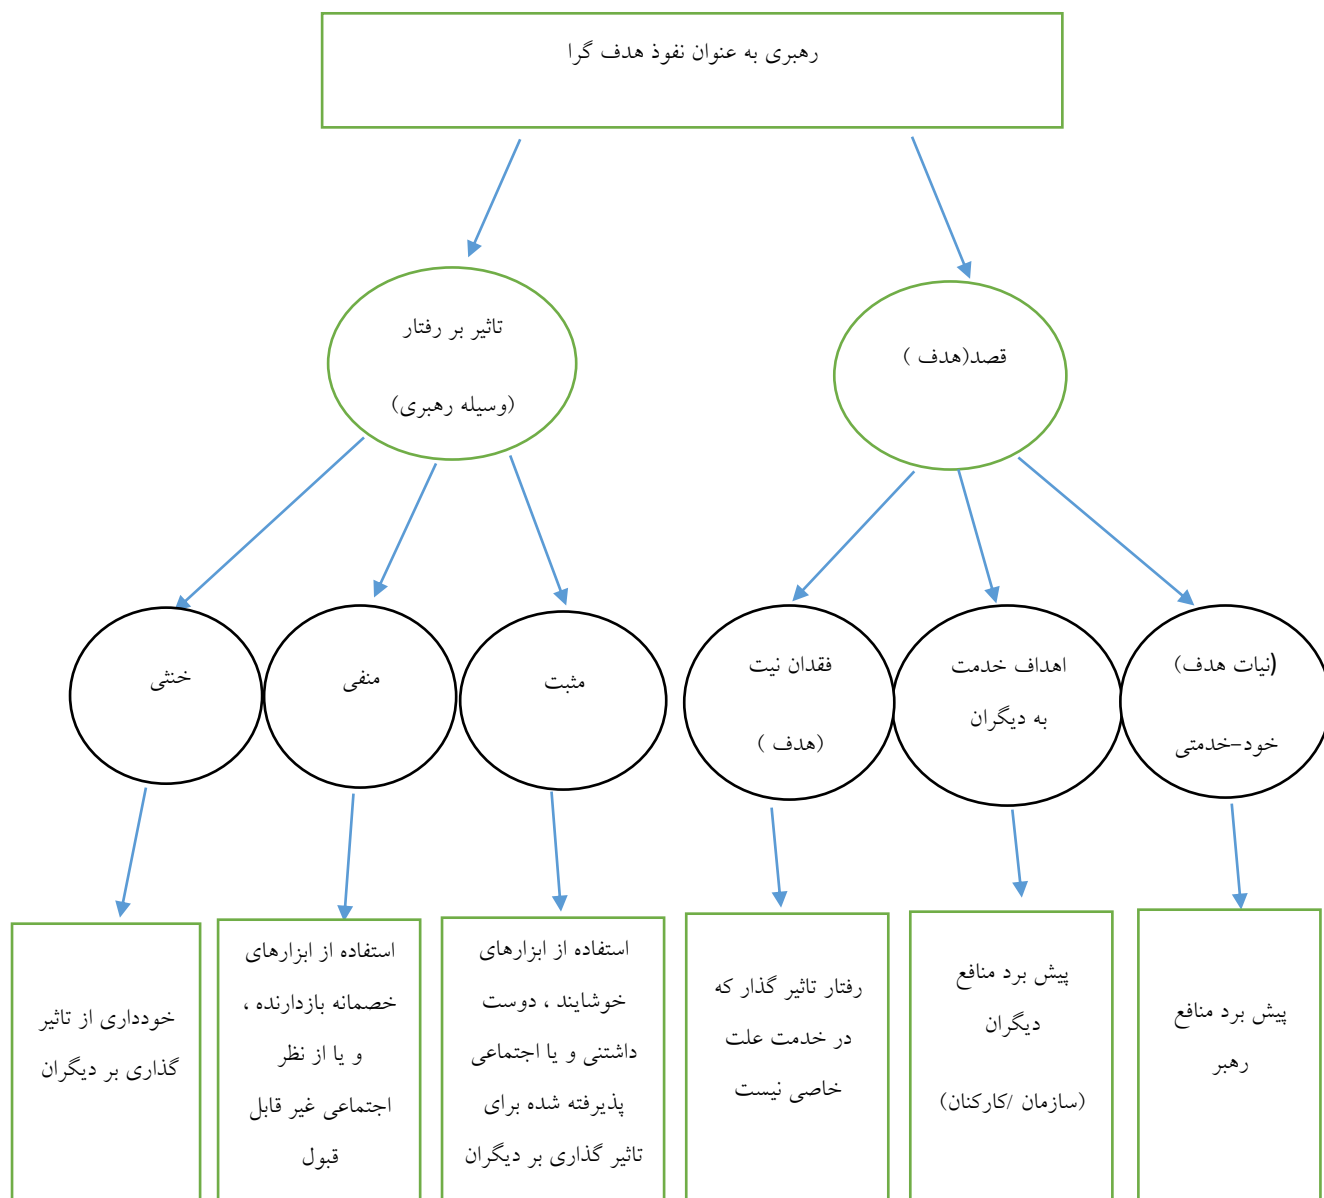 رهبری به عنوان نفوذ هدف گرا
قصد(هدف )
تاثیر بر رفتار
(وسیله رهبری)
(نیات هدف)
خود-خدمتی
اهداف خدمت
به دیگران
فقدان نیت
(هدف )
مثبت
منفی
خنثی
پیش برد منافع
رهبر
پیش برد منافع
دیگران
(سازمان /کارکنان)
رفتار تاثیر گذار که
در خدمت علت
خاصی نیست
استفاده از ابزارهای
خوشایند ، دوست
داشتنی و یا اجتماعی
پذیرفته شده برای
تاثیر گذاری بر دیگران
استفاده از ابزارهای
خصمانه بازدارنده ،
و یا از نظر
اجتماعی غیر قابل
قبول
خودداری از تاثیر
گذاری بر دیگران